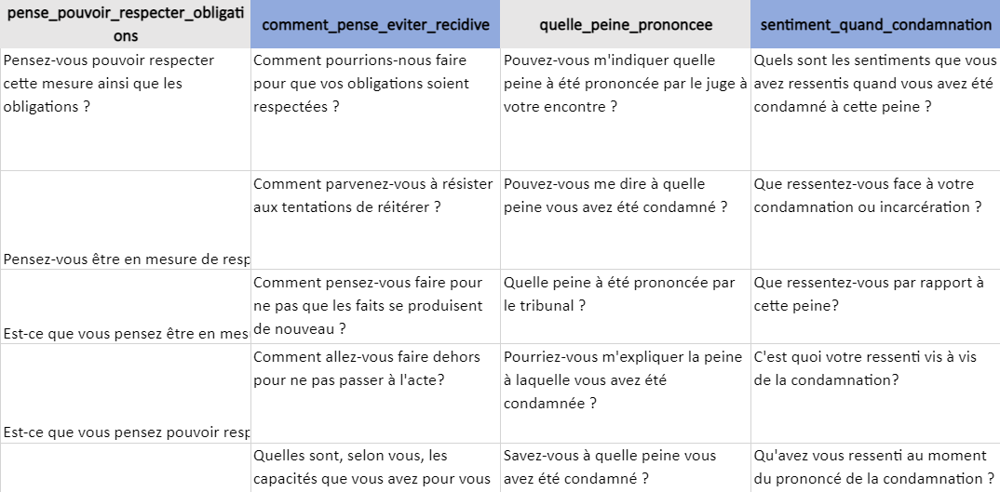 pense_pouvoir_respecter_obligati
ons
comment_pense_eviter_recidive
quelle_peine_prononcee
sentiment_quand_condamnation
Pensez-vous pouvoir respecter
cette mesure ainsi que les
obligations ?
Comment pourrions-nous faire
pour que vos obligations soient
respectées ?
Pouvez-vous m'indiquer quelle
peine à été prononcée par le juge à
votre encontre ?
Quels sont les sentiments que vous
avez ressentis quand vous avez été
condamné à cette peine ?
Pensez-vous être en mesure de resp
Comment parvenez-vous à résister
aux tentations de réitérer ?
Pouvez-vous me dire à quelle
peine vous avez été condamné ?
Que ressentez-vous face à votre
condamnation ou incarcération ?
Est-ce que vous pensez être en mes
Comment pensez-vous faire pour
ne pas que les faits se produisent
de nouveau ?
Quelle peine à été prononcée par
le tribunal ?
Que ressentez-vous par rapport à
cette peine?
Est-ce que vous pensez pouvoir resp
Comment allez-vous faire dehors
pour ne pas passer à l'acte?
Pourriez-vous m'expliquer la peine
à laquelle vous avez été
condamnée ?
C'est quoi votre ressenti vis à vis
de la condamnation?
Quelles sont, selon vous, les
capacités que vous avez pour vous
Savez-vous à quelle peine vous
avez été condamné ?
Qu'avez vous ressenti au moment
du prononcé de la condamnation ?